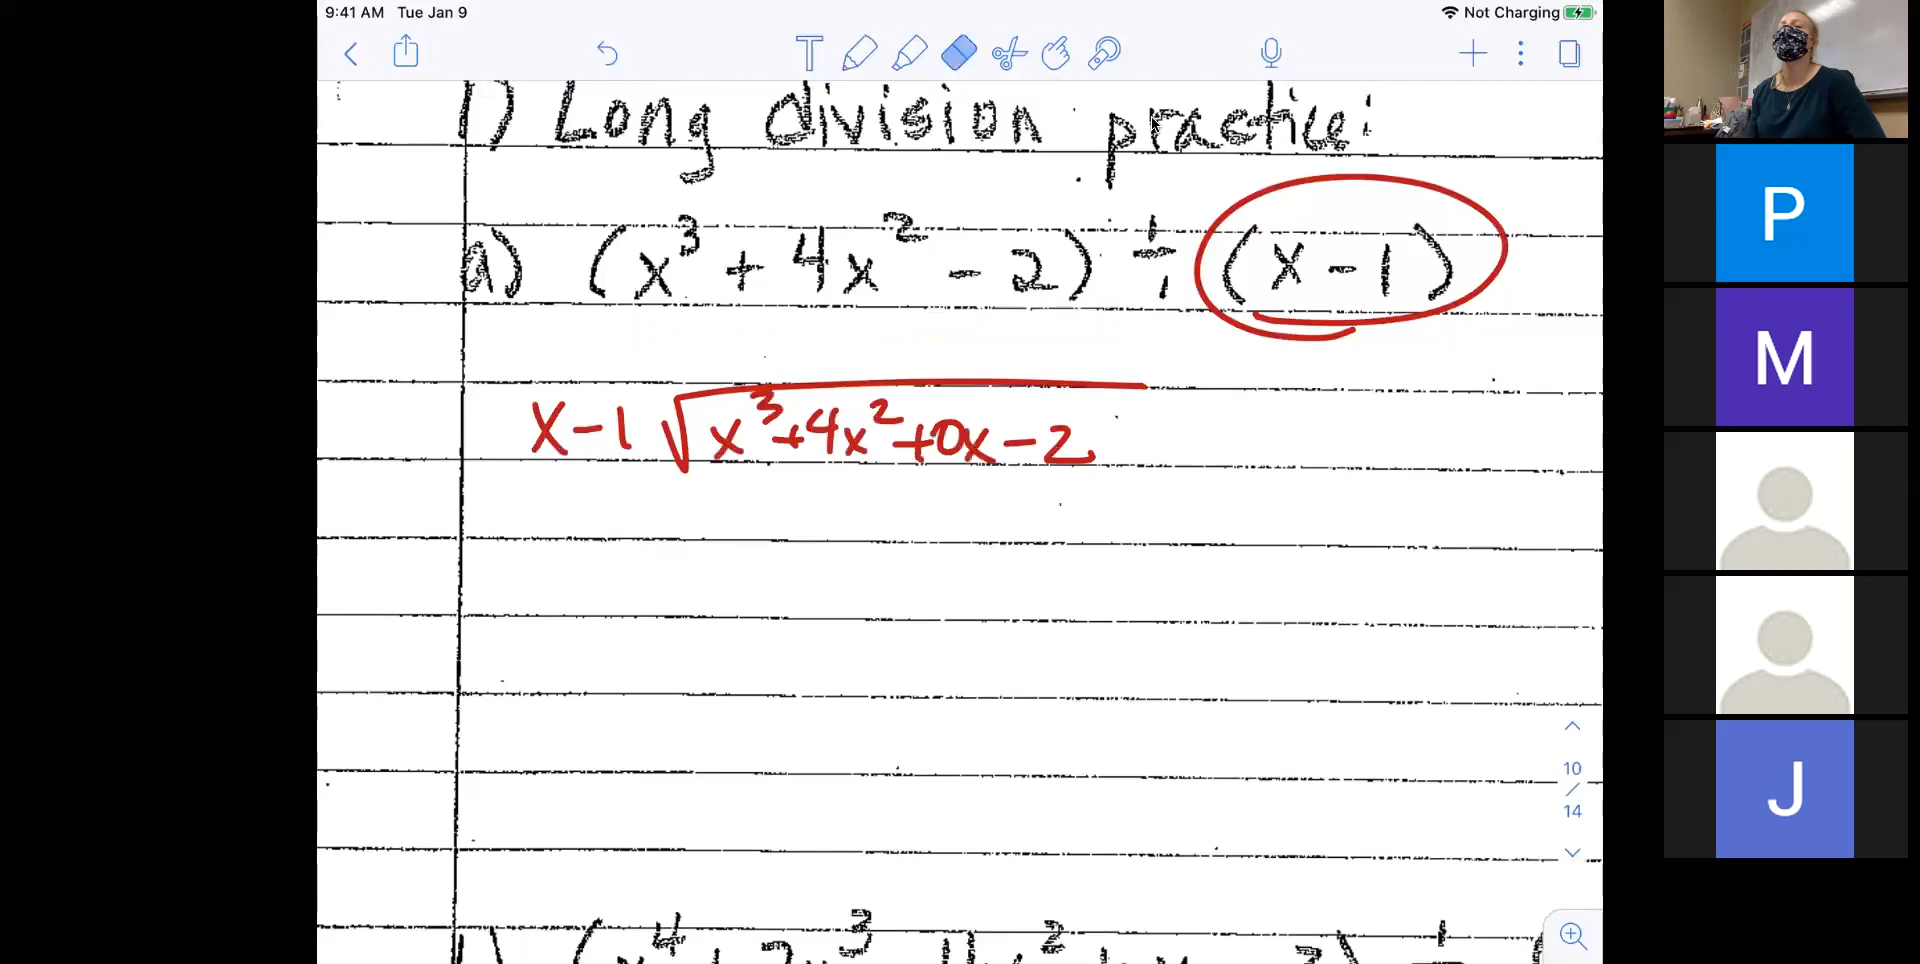 9:41 AM Tue Jan 9
Not Charging
T
1) Long division practice:
a) (x³ + 4x² - 2) ÷ (x - 1)
x-1 √x³+4x²+0x-2
10
/
14
P
M
J